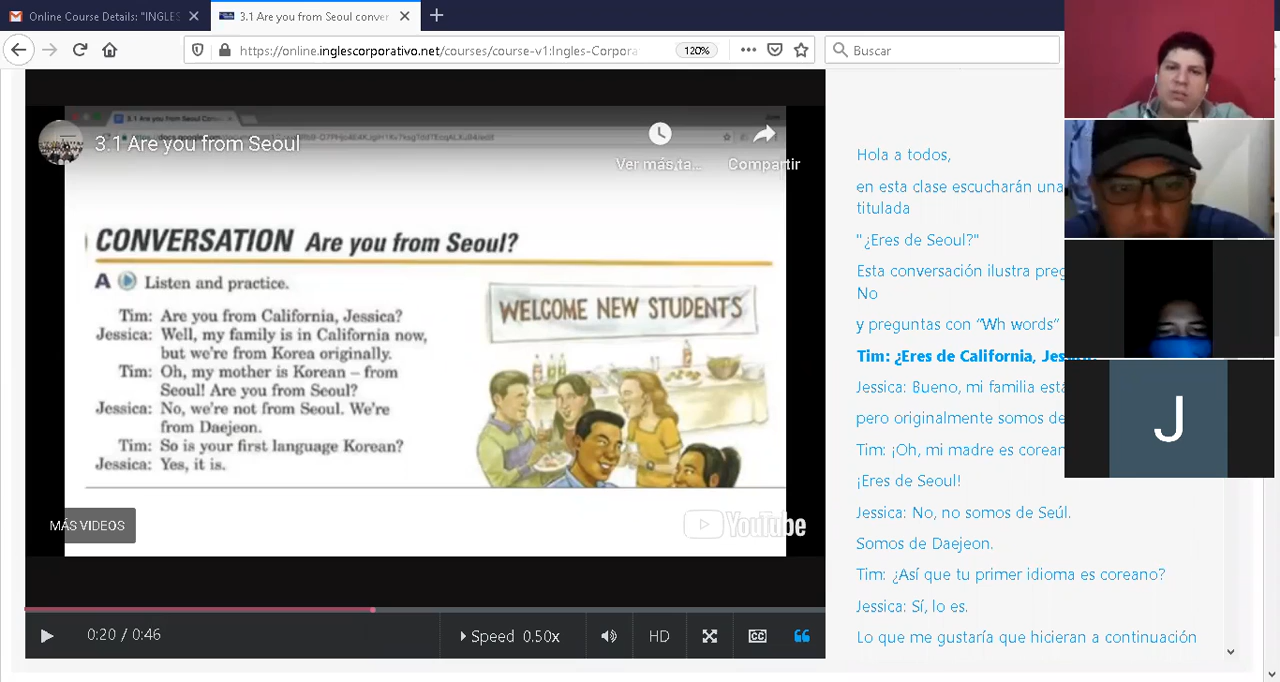 Online Course Details: "INGLES
3.1 Are you from Seoul conver
https://online.inglescorporativo.net/courses/course-v1:Ingles-Corpora
120%
Buscar
3.1 Are you from Seoul
Ver más ta...
Compartir
CONVERSATION Are you from Seoul?
A Listen and practice.
Tim: Are you from California, Jessica?
Jessica: Well, my family is in California now,
but we're from Korea originally.
Tim: Oh, my mother is Korean – from
Seoul! Are you from Seoul?
Jessica: No, we're not from Seoul. We're
from Daejeon.
Tim: So is your first language Korean?
Jessica: Yes, it is.
WELCOME NEW STUDENTS
MÁS VIDEOS
YouTube
0:20 / 0:46
Speed 0.50x
HD
CC
Hola a todos,
en esta clase escucharán una
titulada
"¿Eres de Seoul?"
Esta conversación ilustra preg
No
y preguntas con “Wh words“
Tim: ¿Eres de California, Jes
Jessica: Bueno, mi familia está
pero originalmente somos de
Tim: ¡Oh, mi madre es corean
¡Eres de Seoul!
Jessica: No, no somos de Seúl.
Somos de Daejeon.
Tim: ¿Así que tu primer idioma es coreano?
Jessica: Sí, lo es.
Lo que me gustaría que hicieran a continuación
J